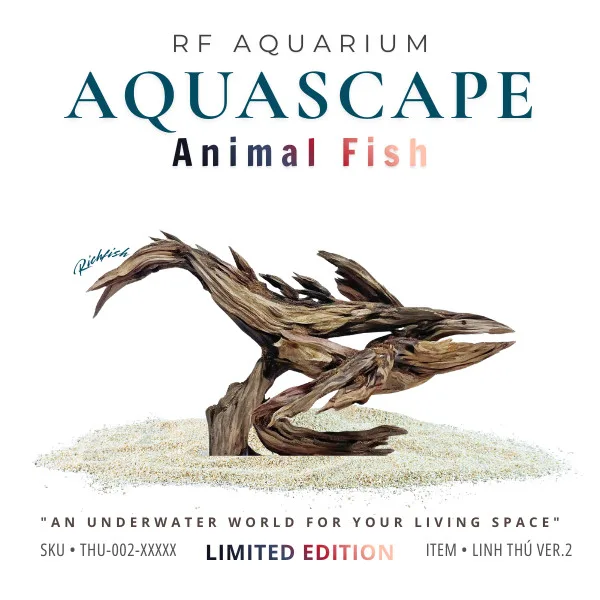 RF AQUARIUM
AQUASCAPE
Animal Fish
Richfish
"AN UNDERWATER WORLD FOR YOUR LIVING SPACE"
SKU • THU-002-XXXXX
LIMITED EDITION
ITEM • LINH THÚ VER.2